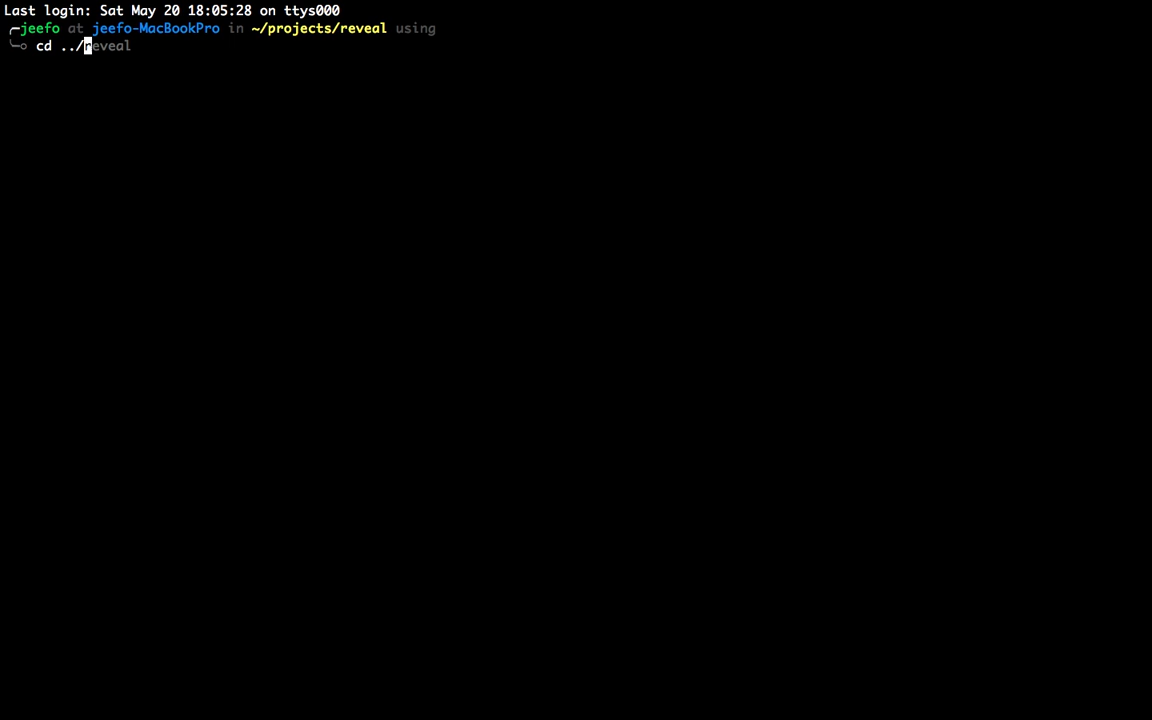 Last login: Sat May 20 18:05:28 on ttys000
╭─jeefo at jeefo-MacBookPro in ~/projects/reveal using
╰─○ cd ../reveal